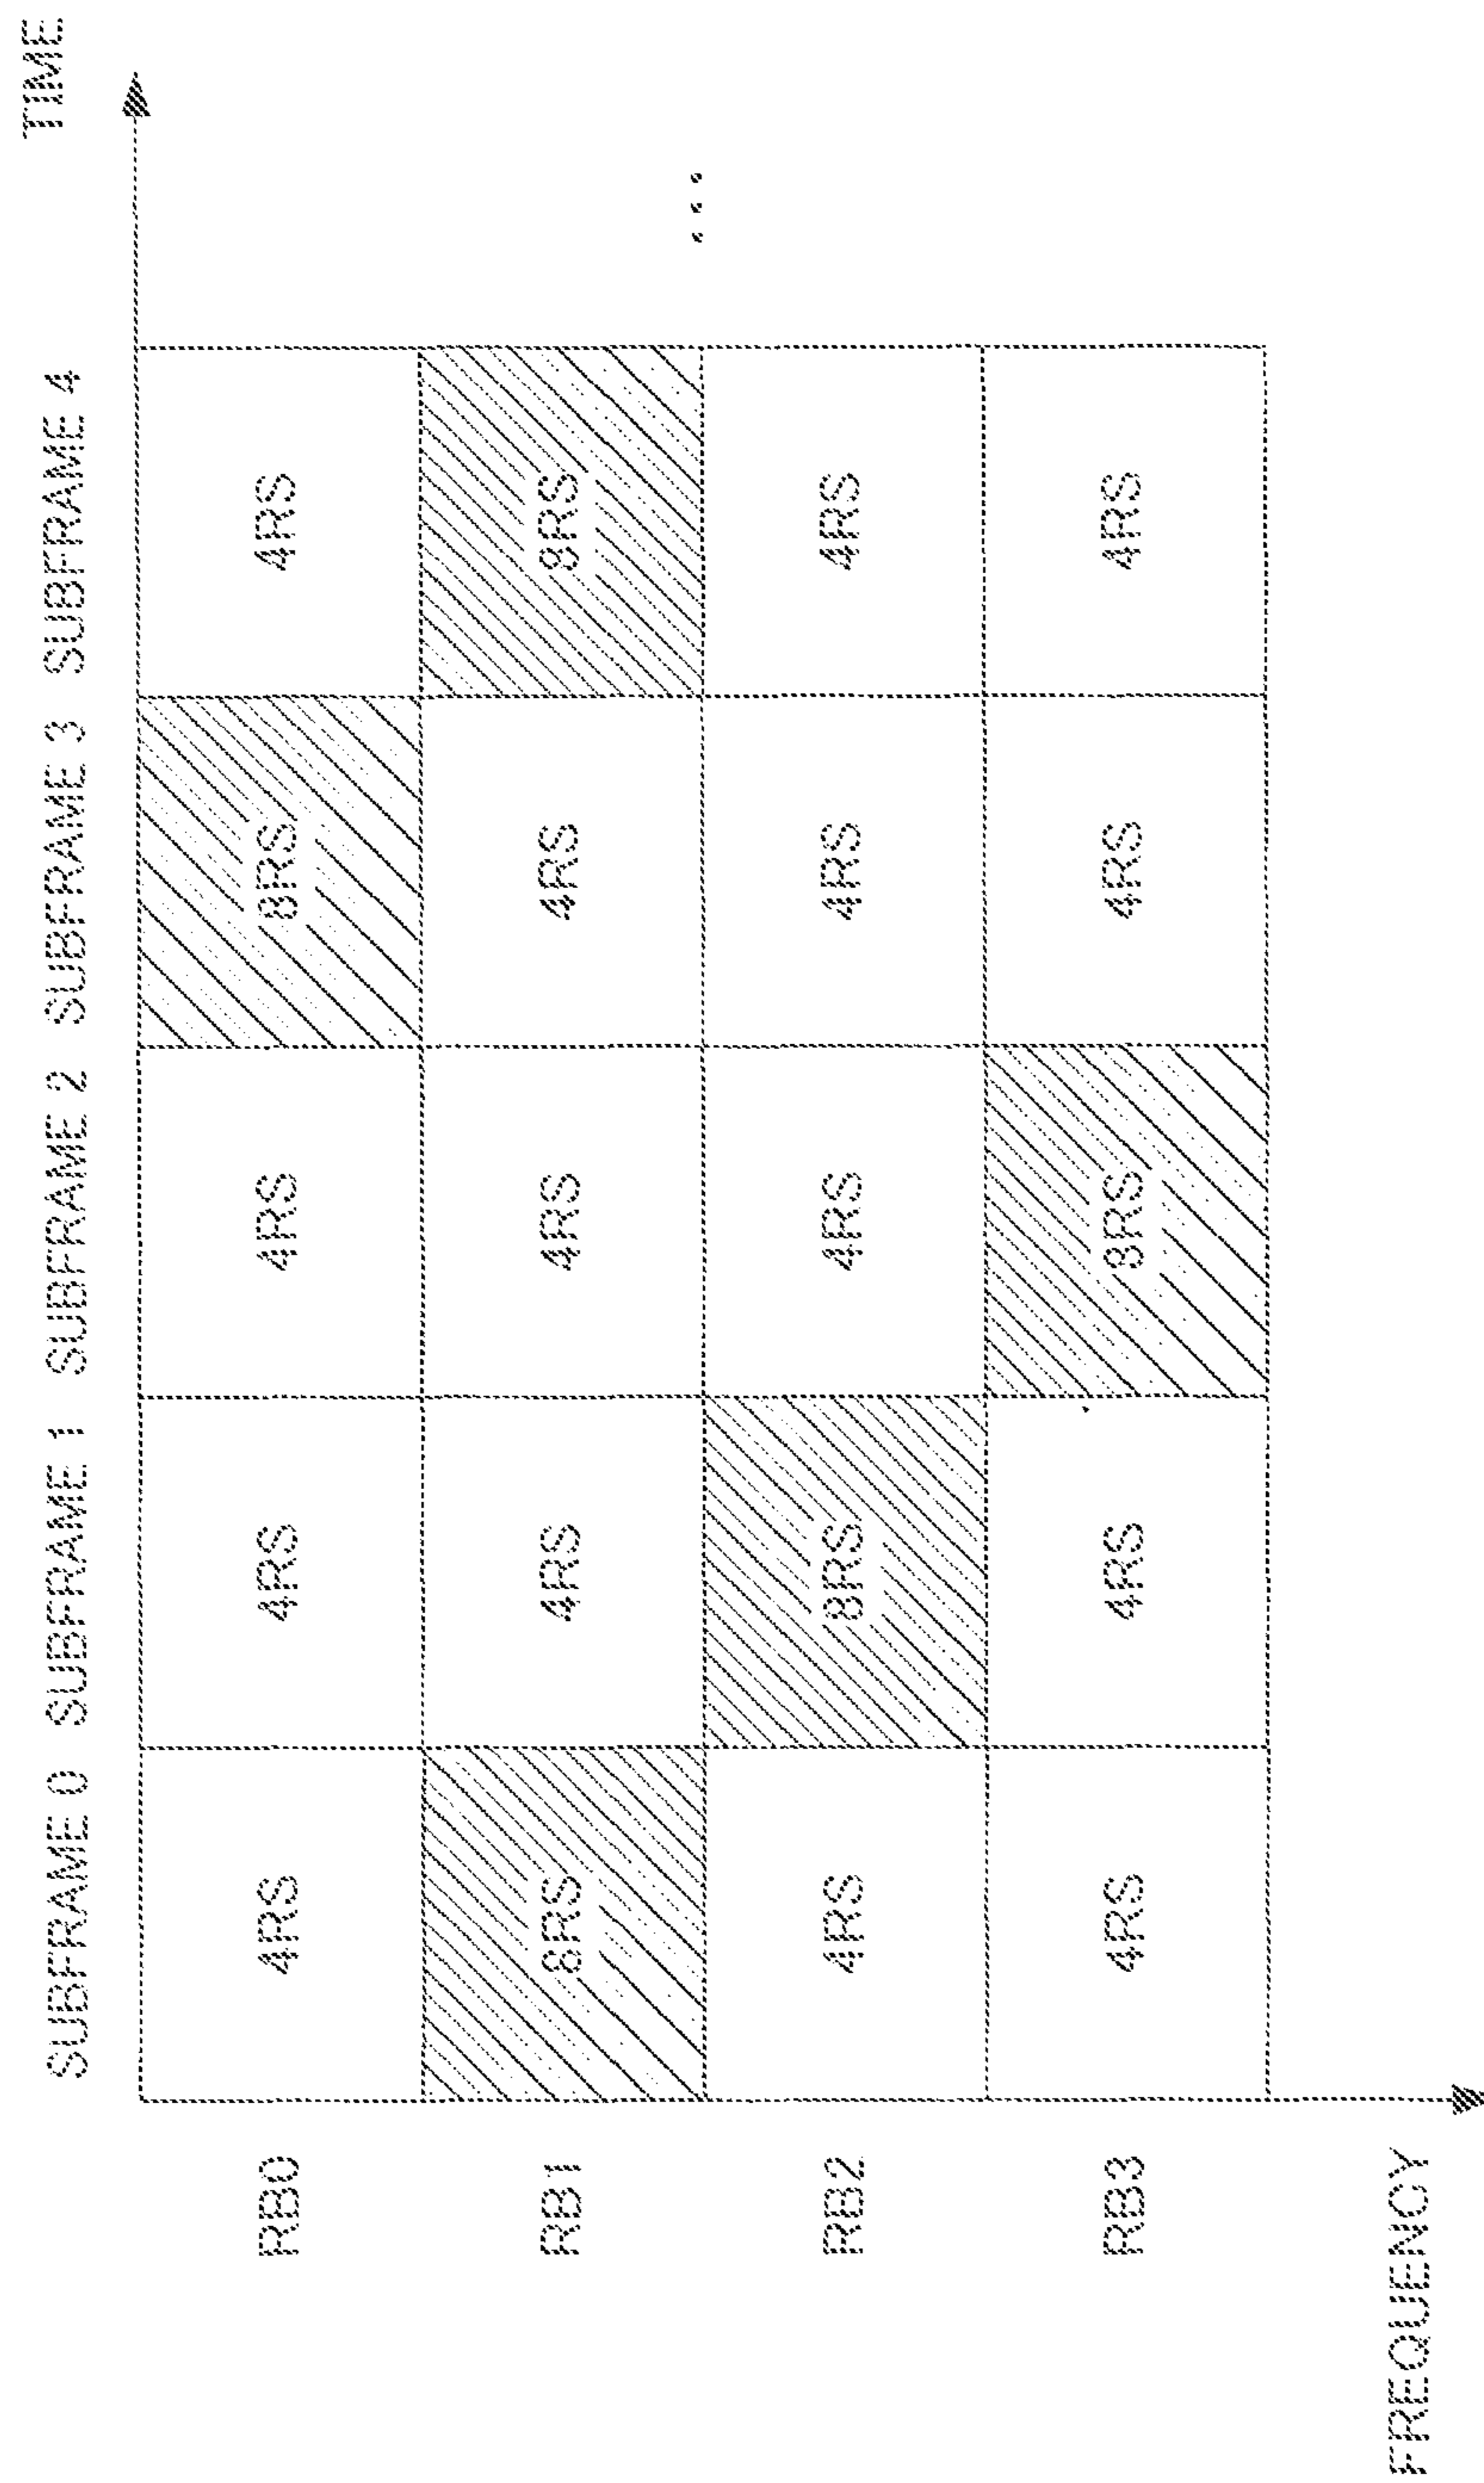 SUBFRAME 0 SUBFRAME 1 SUBFRAME 2 SUBFRAME 3 SUBFRAME 4 TIME
RB0 4RS 4RS 4RS 8RS 4RS
RB1 8RS 4RS 4RS 4RS 8RS
...
RB2 4RS 8RS 4RS 4RS 4RS
RB3 4RS 4RS 8RS 4RS 4RS
FREQUENCY